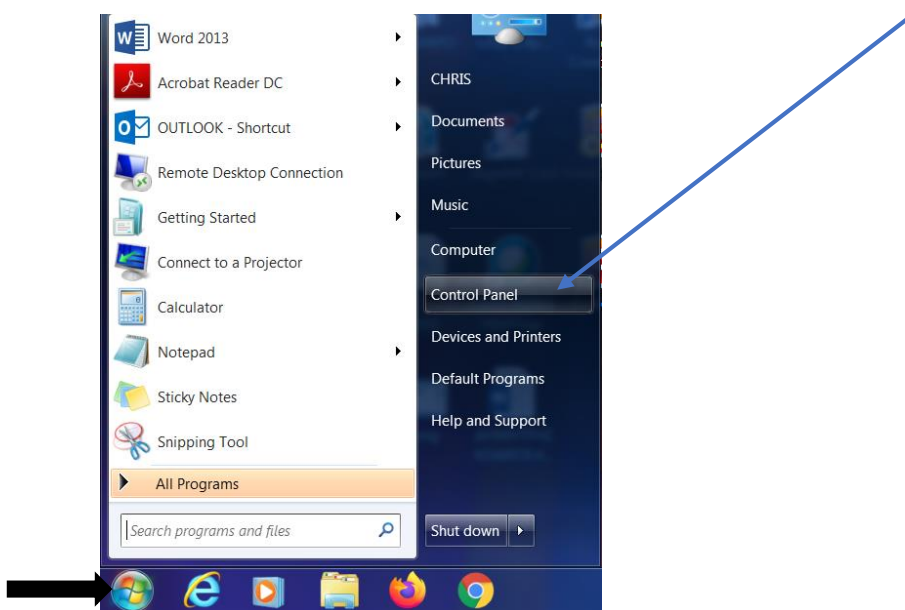 Word 2013
Acrobat Reader DC
OUTLOOK - Shortcut
Remote Desktop Connection
Getting Started
Connect to a Projector
Calculator
Notepad
Sticky Notes
Snipping Tool
All Programs
Search programs and files
CHRIS
Documents
Pictures
Music
Computer
Control Panel
Devices and Printers
Default Programs
Help and Support
Shut down